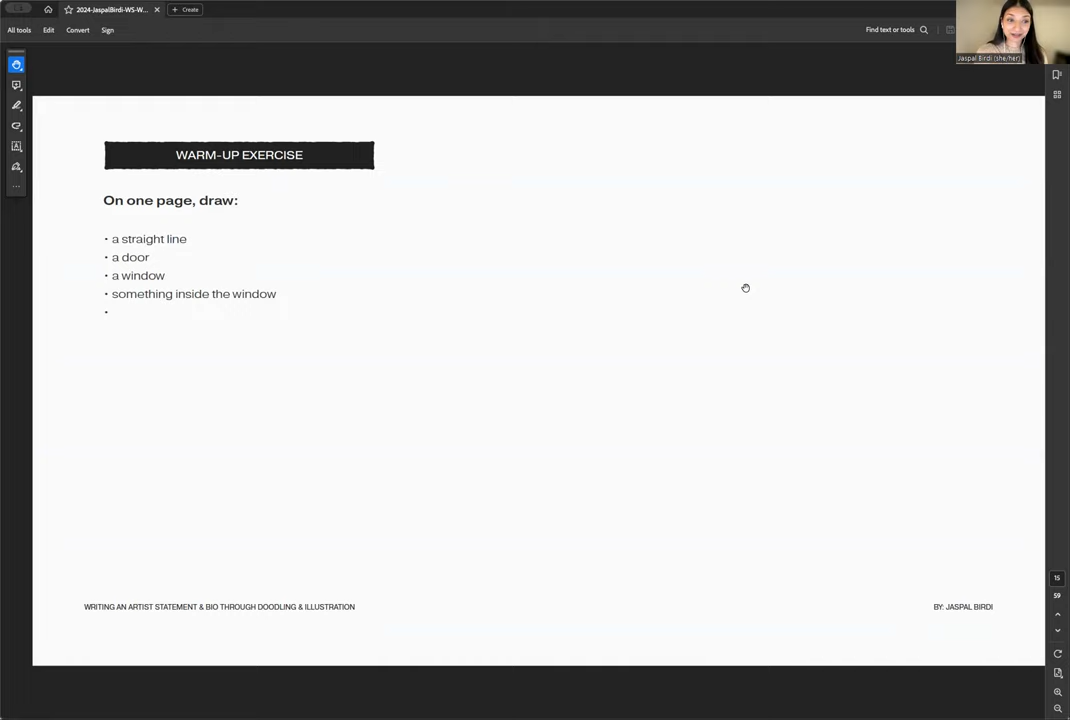 2024-JaspalBirdi-WS-W...
Create
All tools
Edit
Convert
Sign
Find text or tools
Jaspal Birdi (she/her)
WARM-UP EXERCISE
On one page, draw:
• a straight line
• a door
• a window
• something inside the window
•
15
59
WRITING AN ARTIST STATEMENT & BIO THROUGH DOODLING & ILLUSTRATION
BY: JASPAL BIRDI